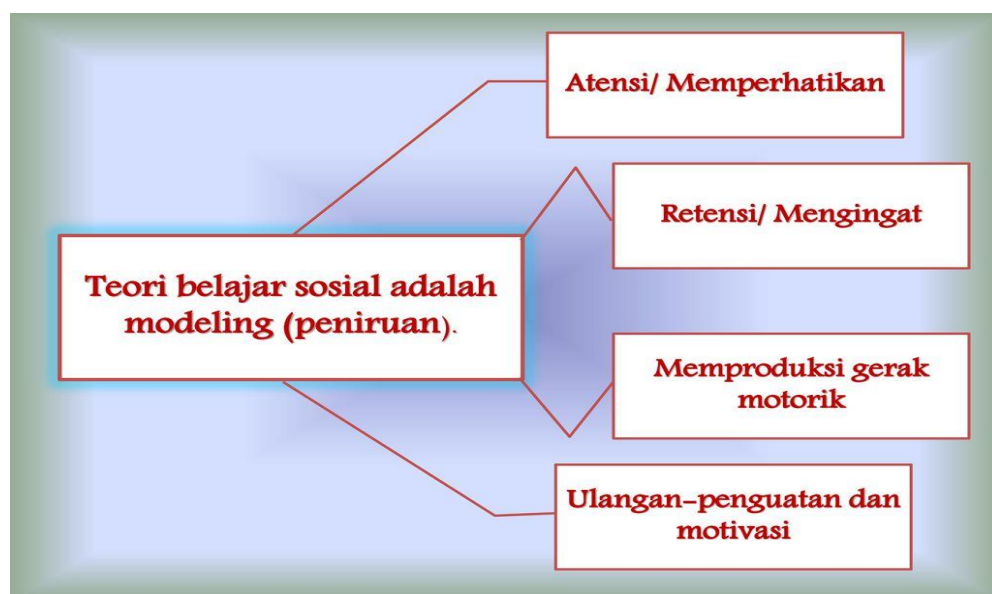 Atensi/ Memperhatikan
Retensi/ Mengingat
Teori belajar sosial adalah
modeling (peniruan).
Memproduksi gerak
motorik
Ulangan-penguatan dan
motivasi